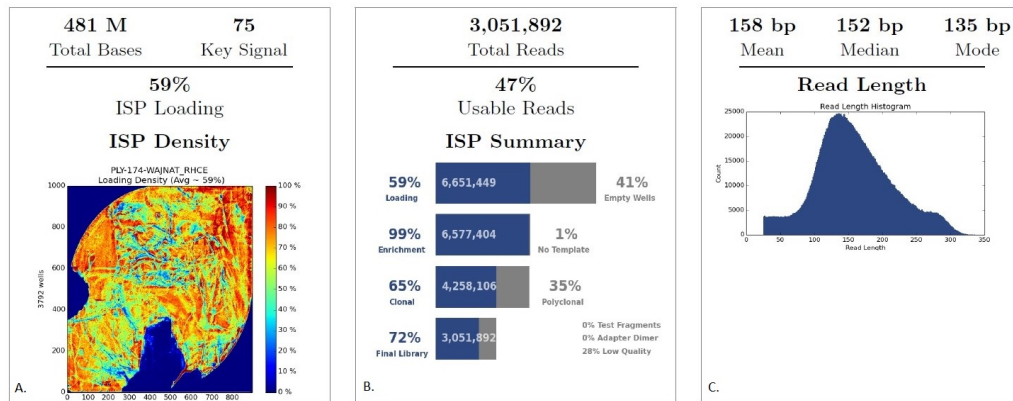 481 M
Total Bases
75
Key Signal
59%
ISP Loading
ISP Density
PLY-174-WAJNAT_RHCE
Loading Density (Avg ~ 59%)
3792 wells
1000
800
600
400
200
0
0 100 200 300 400 500 600 700 800
100 %
90 %
80 %
70 %
60 %
50 %
40 %
30 %
20 %
10 %
0 %
A.
3,051,892
Total Reads
47%
Usable Reads
ISP Summary
59%
Loading
6,651,449
41%
Empty Wells
99%
Enrichment
6,577,404
1%
No Template
65%
Clonal
4,258,106
35%
Polyclonal
72%
Final Library
3,051,892
0% Test Fragments
0% Adapter Dimer
28% Low Quality
B.
158 bp
Mean
152 bp
Median
135 bp
Mode
Read Length
Read Length Histogram
Count
25000
20000
15000
10000
5000
0
0 50 100 150 200 250 300 350
Read Length
C.